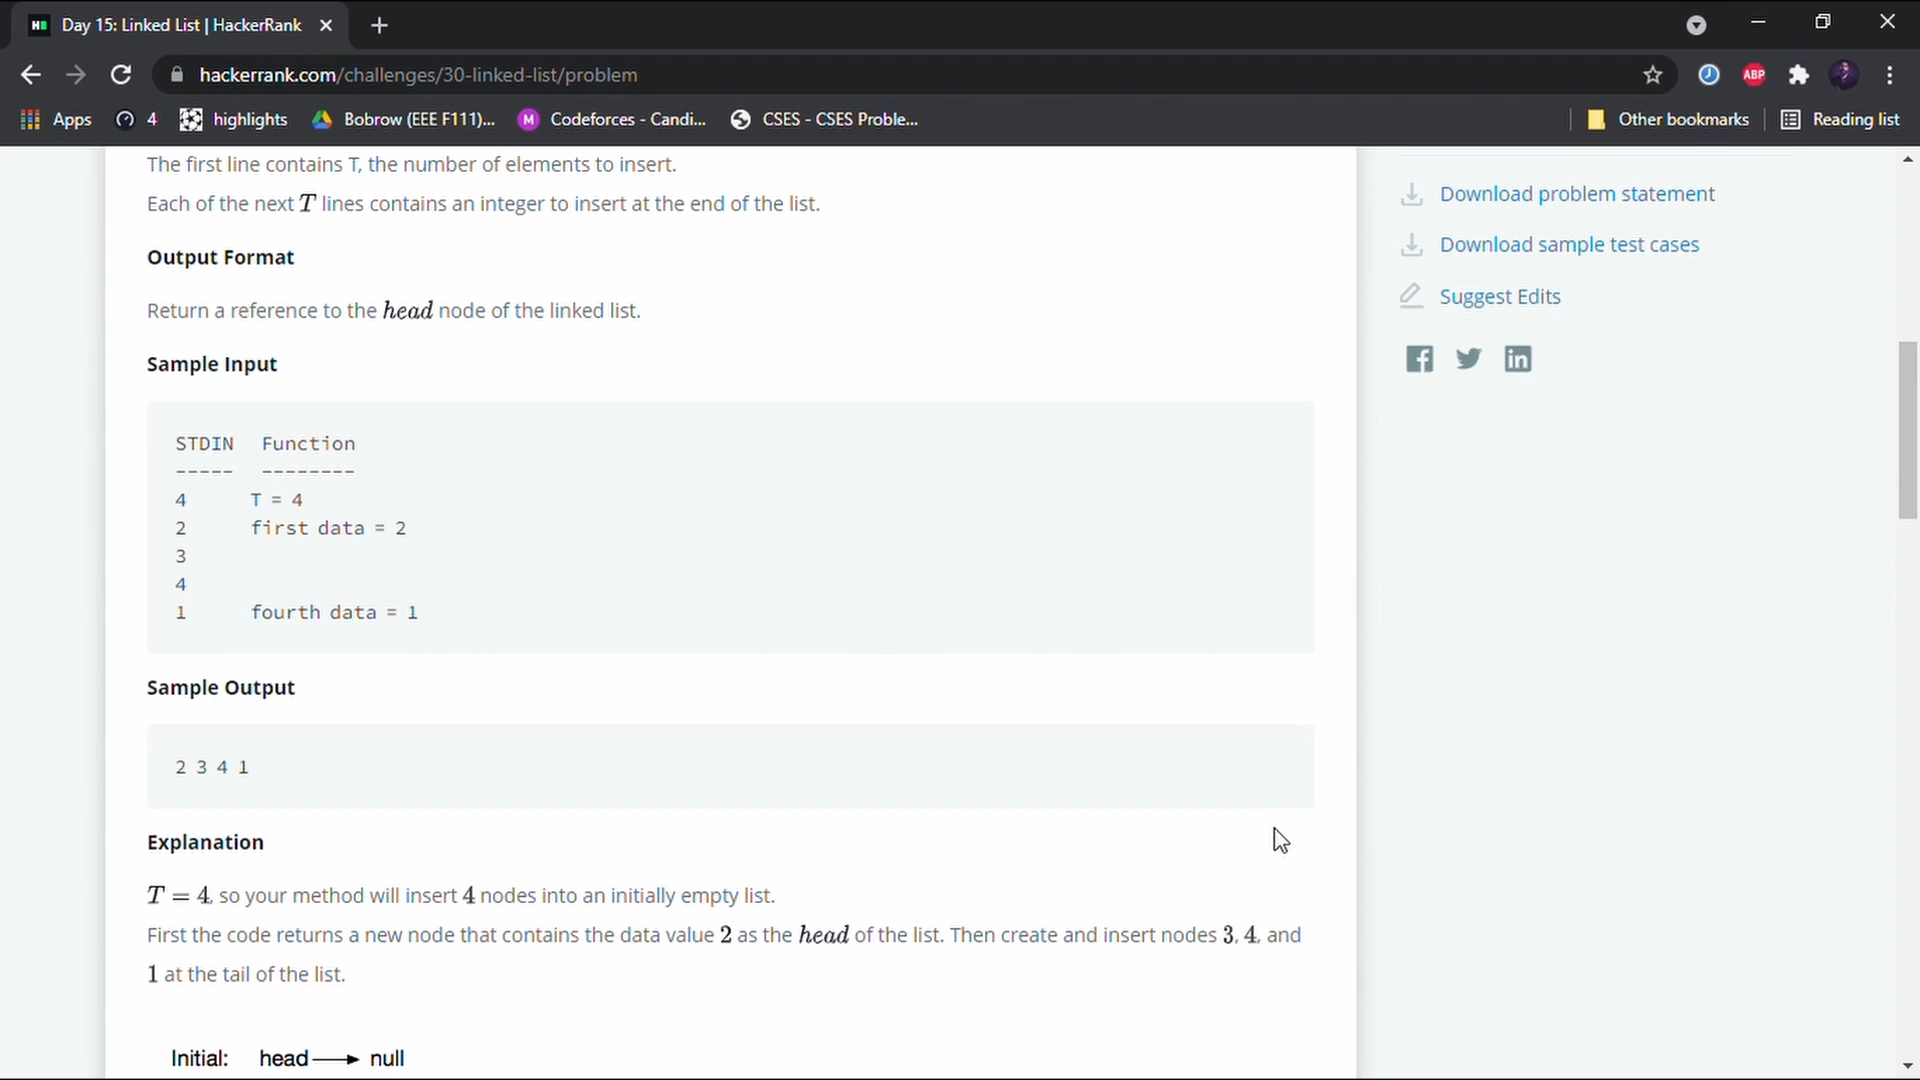 Day 15: Linked List | HackerRank
hackerrank.com/challenges/30-linked-list/problem
ABP
Apps
4
highlights
Bobrow (EEE F111)...
M
Codeforces - Candi...
CSES - CSES Proble...
Other bookmarks
Reading list
The first line contains T, the number of elements to insert.
Each of the next T lines contains an integer to insert at the end of the list.
Output Format
Return a reference to the head node of the linked list.
Sample Input
STDIN Function
----- --------
4 T = 4
2 first data = 2
3
4
1 fourth data = 1
Sample Output
2 3 4 1
Explanation
T = 4, so your method will insert 4 nodes into an initially empty list.
First the code returns a new node that contains the data value 2 as the head of the list. Then create and insert nodes 3, 4, and
1 at the tail of the list.
Initial: head → null
Download problem statement
Download sample test cases
Suggest Edits